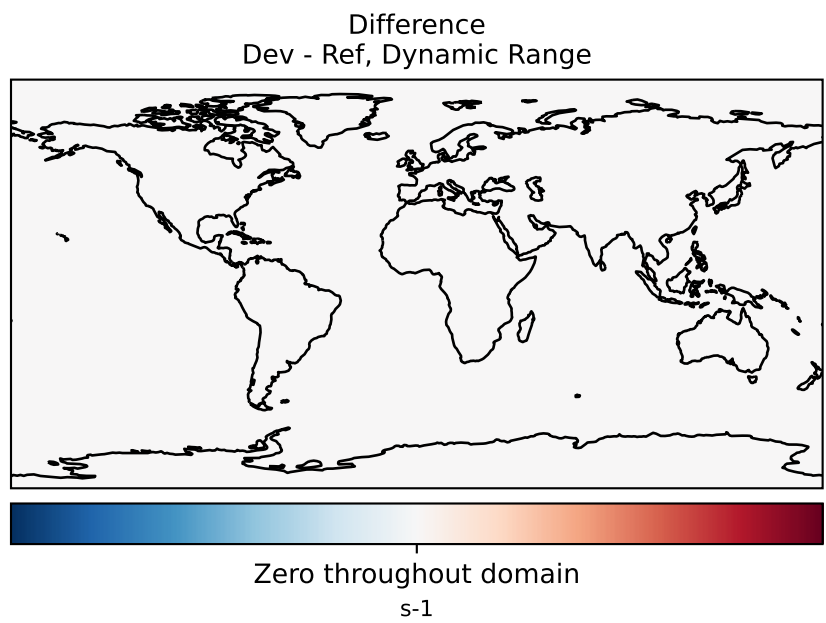 Difference
Dev - Ref, Dynamic Range
Zero throughout domain
s-1